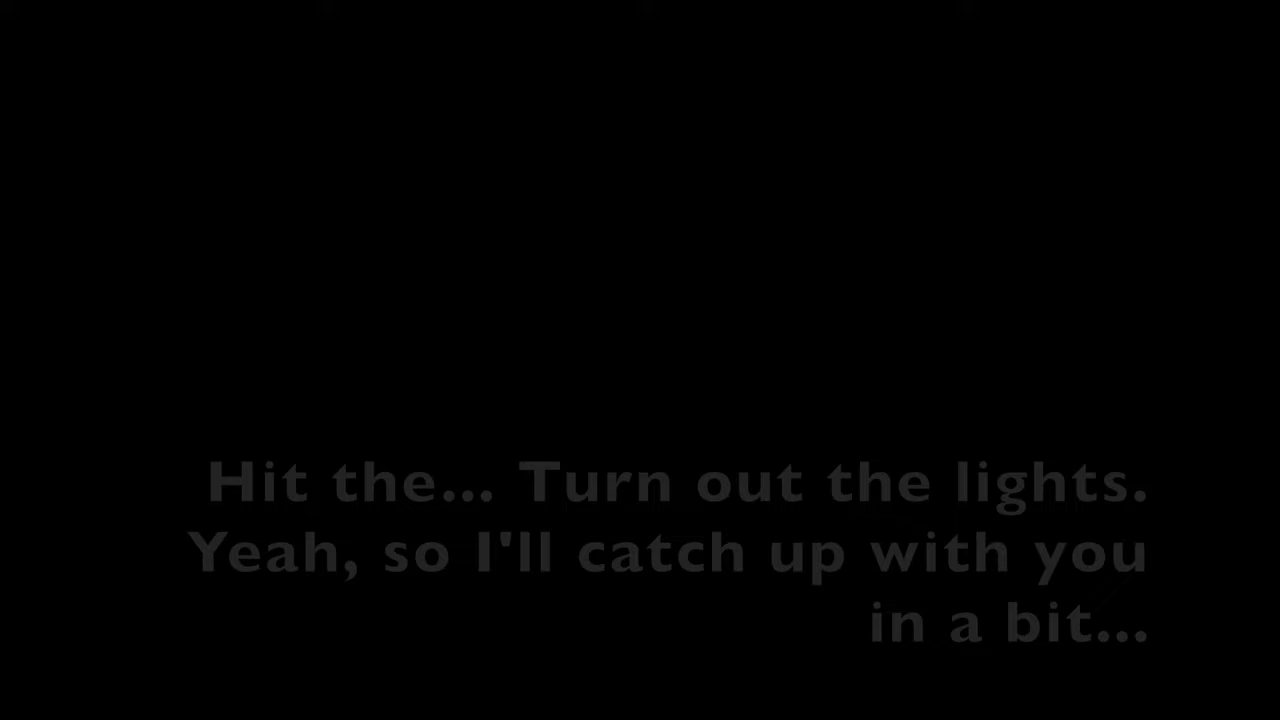 Hit the... Turn out the lights.
Yeah, so I'll catch up with you
in a bit...